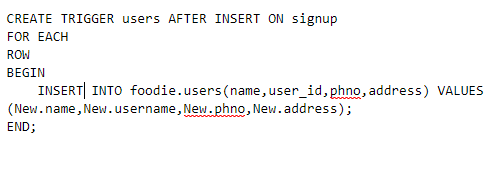 CREATE TRIGGER users AFTER INSERT ON signup
FOR EACH
ROW
BEGIN
    INSERT INTO foodie.users(name,user_id,phno,address) VALUES
(New.name,New.username,New.phno,New.address);
END;